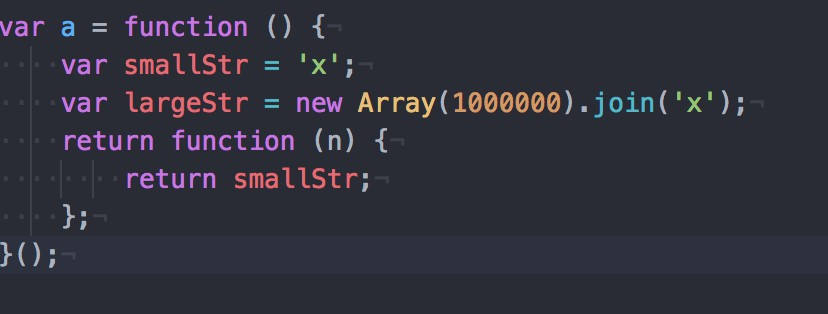 var a = function () {¬
    var smallStr = 'x';¬
    var largeStr = new Array(1000000).join('x');¬
    return function (n) {¬
        return smallStr;¬
    };¬
}();¬